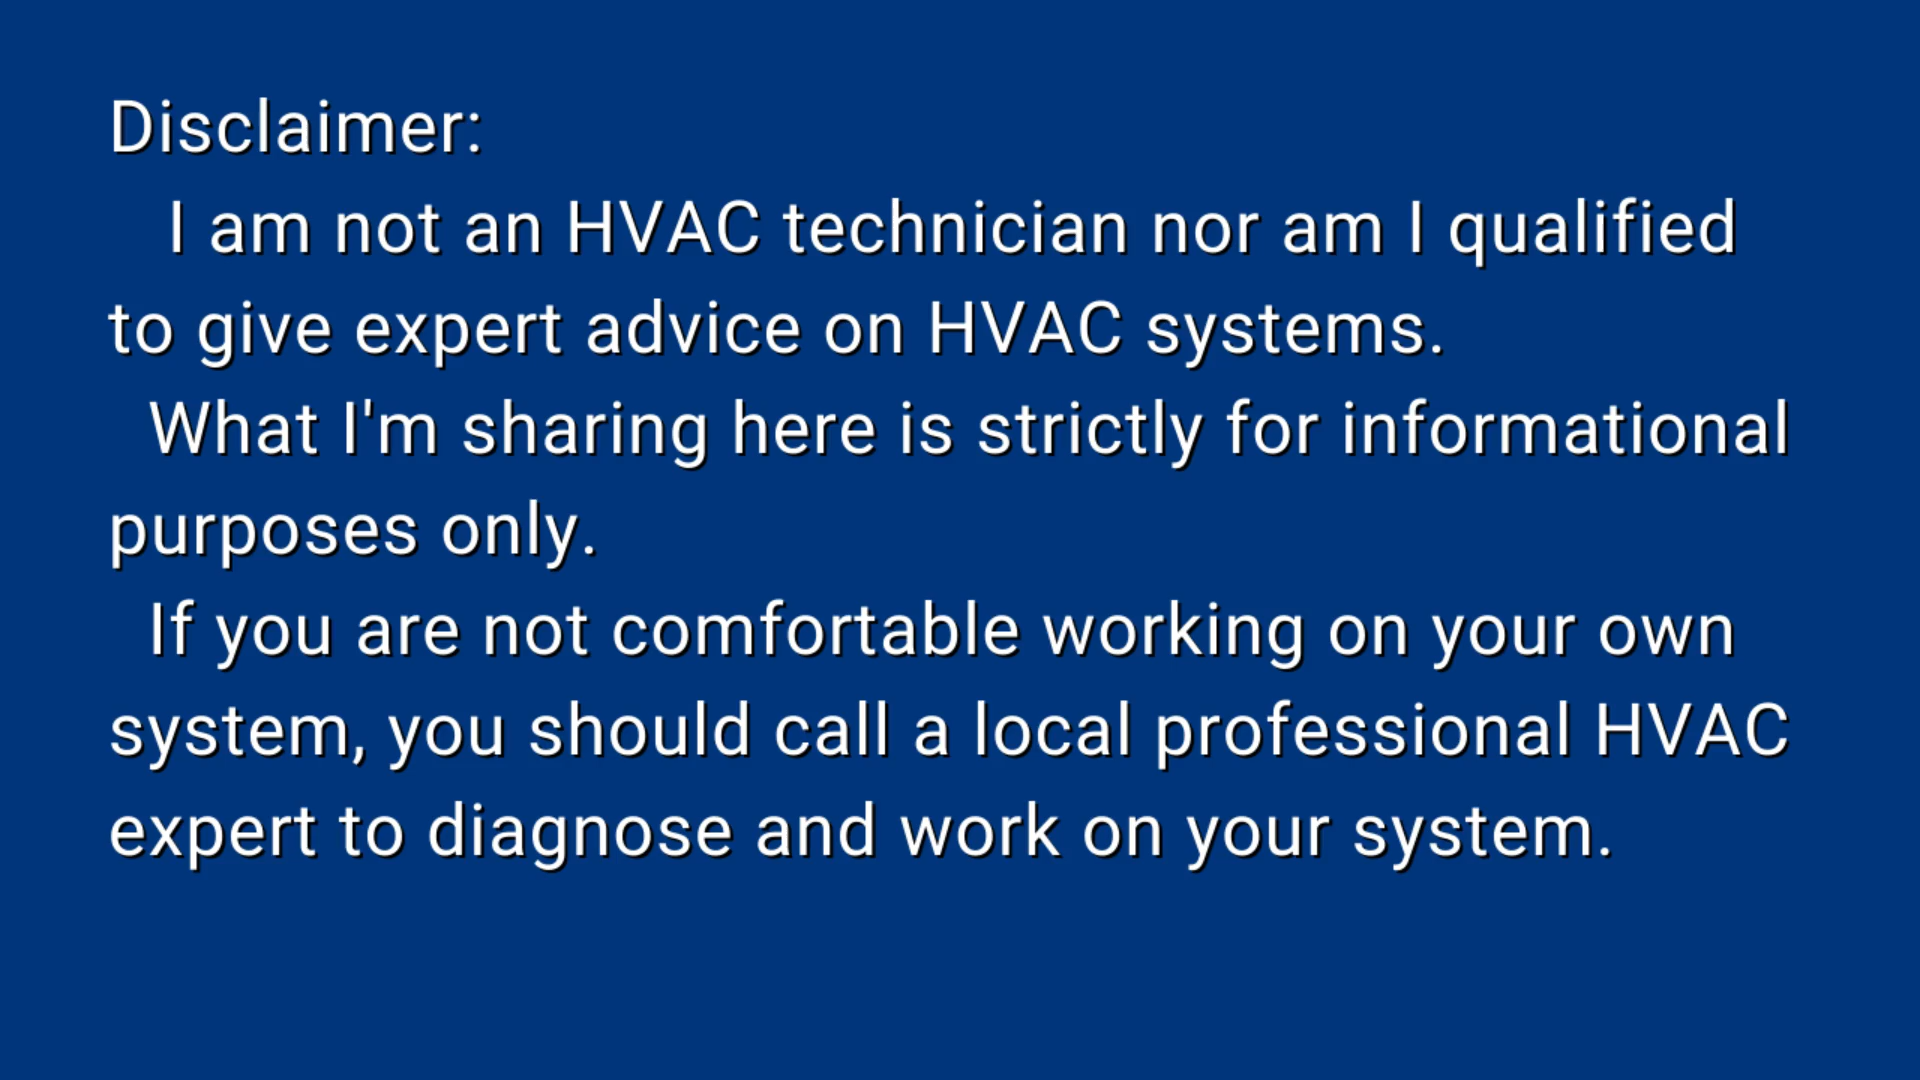 Disclaimer:
I am not an HVAC technician nor am I qualified
to give expert advice on HVAC systems.
What I'm sharing here is strictly for informational
purposes only.
If you are not comfortable working on your own
system, you should call a local professional HVAC
expert to diagnose and work on your system.